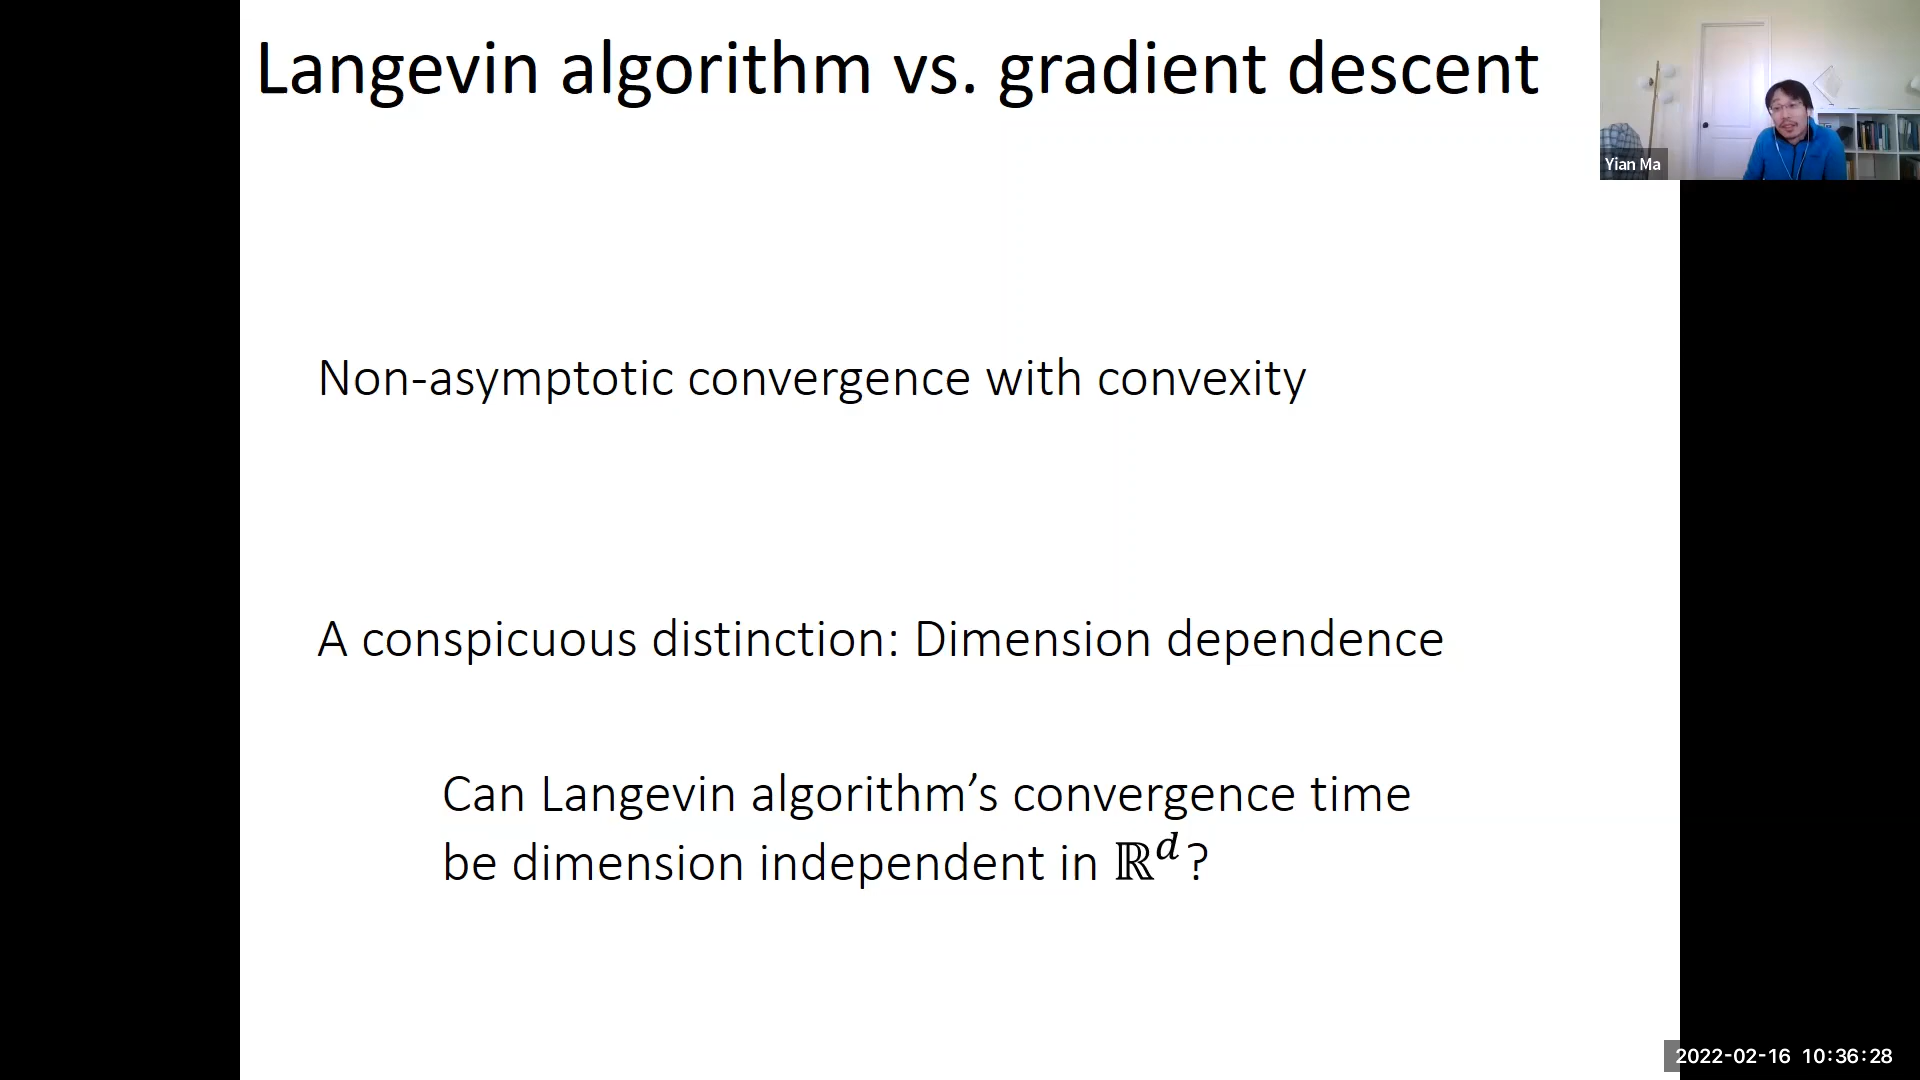 Langevin algorithm vs. gradient descent
Yian Ma
Non-asymptotic convergence with convexity
A conspicuous distinction: Dimension dependence
Can Langevin algorithm’s convergence time
be dimension independent in ℝᵈ?
2022-02-16 10:36:28